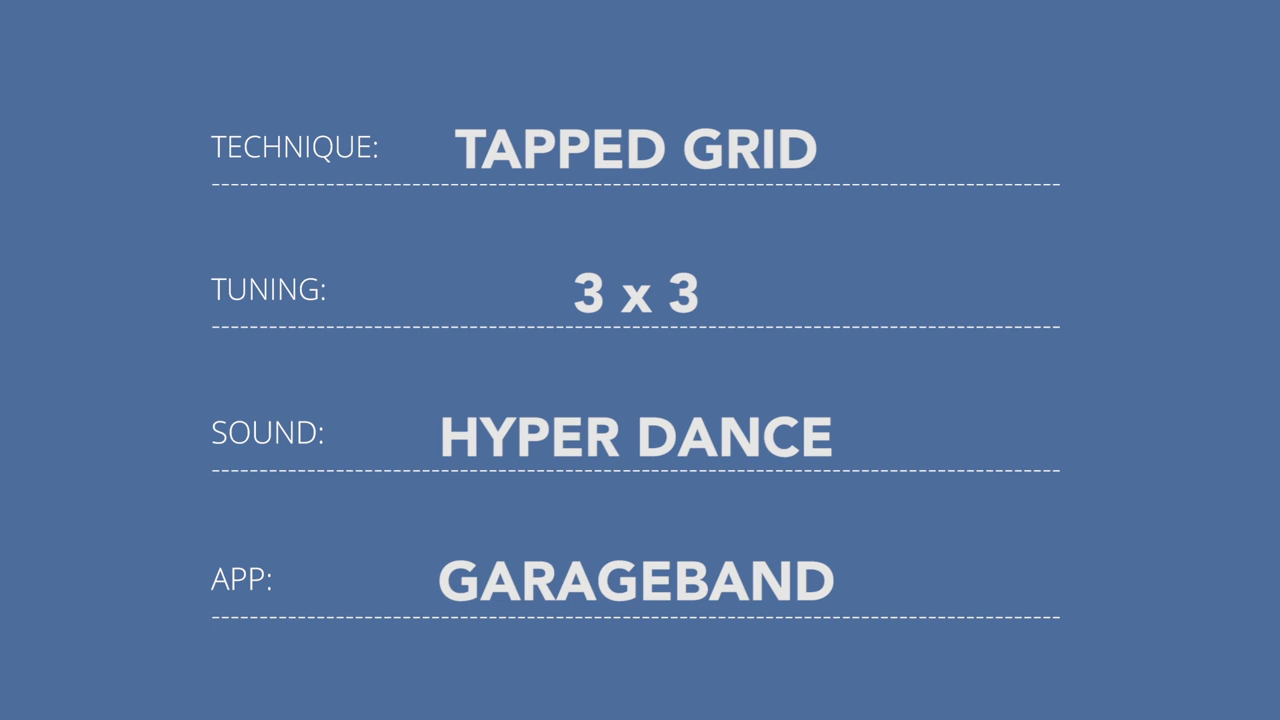 TECHNIQUE: TAPPED GRID
TUNING: 3 x 3
SOUND: HYPER DANCE
APP: GARAGEBAND